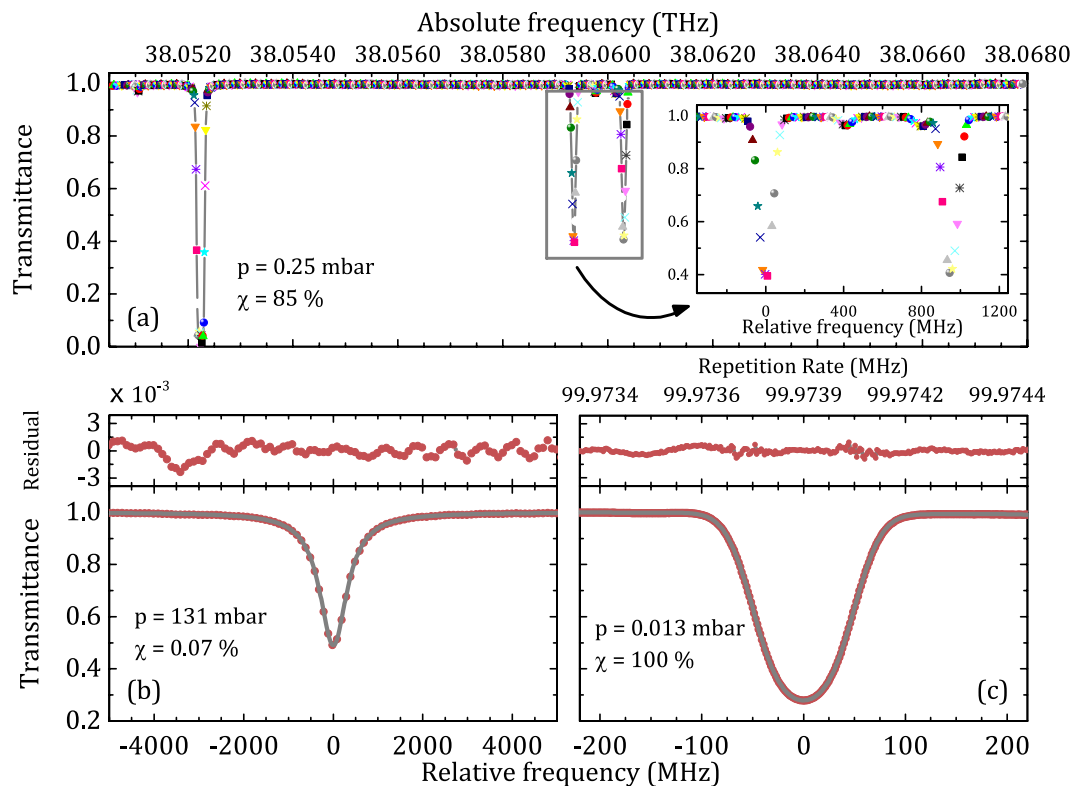 Absolute frequency (THz)
38.0520 38.0540 38.0580 38.0600 38.0620 38.0640 38.0660 38.0680
Transmittance
1.0
0.8
0.6
0.4
0.2
0.0
p = 0.25 mbar
χ = 85 %
(a)
1.0
0.8
0.6
0.4
0 400 800 1200
Relative frequency (MHz)
Repetition Rate (MHz)
99.9734 99.9736 99.9739 99.9742 99.9744
x 10⁻³
Residual
3
0
-3
Transmittance
1.0
0.8
0.6
0.4
0.2
p = 131 mbar
χ = 0.07 %
(b)
p = 0.013 mbar
χ = 100 %
(c)
-4000 -2000 0 2000 4000
-200 -100 0 100 200
Relative frequency (MHz)